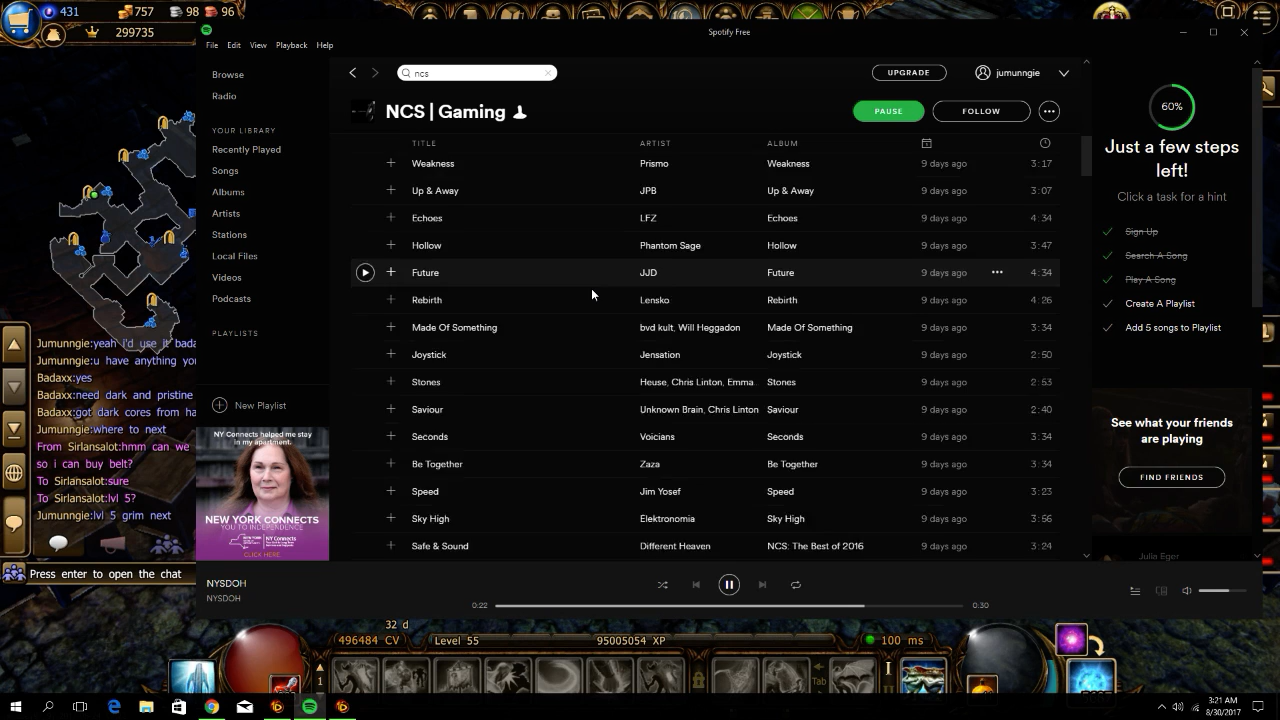 431
757
98
96
299735
Spotify Free
File Edit View Playback Help
Browse
Radio
YOUR LIBRARY
Recently Played
Songs
Albums
Artists
Stations
Local Files
Videos
Podcasts
PLAYLISTS
New Playlist
ncs
UPGRADE
jumunngie
NCS | Gaming
PAUSE
FOLLOW
TITLE ARTIST ALBUM
Weakness Prismo Weakness 9 days ago 3:17
Up & Away JPB Up & Away 9 days ago 3:07
Echoes LFZ Echoes 9 days ago 4:34
Hollow Phantom Sage Hollow 9 days ago 3:47
Future JJD Future 9 days ago 4:34
Rebirth Lensko Rebirth 9 days ago 4:26
Made Of Something bvd kult, Will Heggadon Made Of Something 9 days ago 3:34
Joystick Jensation Joystick 9 days ago 2:50
Stones Heuse, Chris Linton, Emma... Stones 9 days ago 2:53
Saviour Unknown Brain, Chris Linton Saviour 9 days ago 2:40
Seconds Voicians Seconds 9 days ago 3:34
Be Together Zaza Be Together 9 days ago 3:34
Speed Jim Yosef Speed 9 days ago 3:23
Sky High Elektronomia Sky High 9 days ago 3:56
Safe & Sound Different Heaven NCS: The Best of 2016 9 days ago 3:24
60%
Just a few steps
left!
Click a task for a hint
Sign Up
Search A Song
Play A Song
Create A Playlist
Add 5 songs to Playlist
See what your friends
are playing
FIND FRIENDS
Julia Eger
Jumunngie:yeah i'd use it bada
Jumunngie:u have anything yo
Badaxx:yes
Badaxx:need dark and pristine
Badaxx:got dark cores from ha
Jumunngie:where to next
From Sirlansalot:hmm can we
so i can buy belt?
To Sirlansalot:sure
To Sirlansalot:lvl 5?
Jumunngie:lvl 5 grim next
Press enter to open the chat
NY Connects helped me stay
in my apartment.
NEW YORK CONNECTS
YOU TO INDEPENDENCE
NY Connects
CLICK HERE
NYSDOH
NYSDOH
0:22
0:30
32 d
496484 CV
Level 55
95005054 XP
100 ms
1
Tab
3:21 AM
8/30/2017